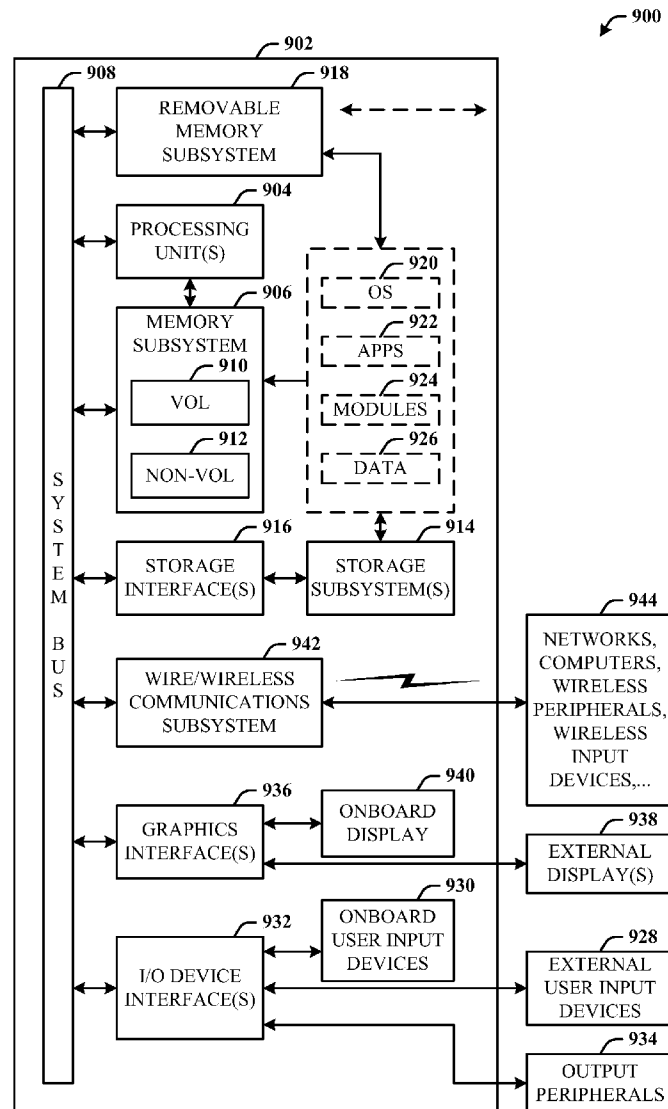 900
902
908
918
REMOVABLE
MEMORY
SUBSYSTEM
904
PROCESSING
UNIT(S)
906
MEMORY
SUBSYSTEM
910
VOL
912
NON-VOL
920
OS
922
APPS
924
MODULES
926
DATA
916
STORAGE
INTERFACE(S)
914
STORAGE
SUBSYSTEM(S)
SYSTEM BUS
942
WIRE/WIRELESS
COMMUNICATIONS
SUBSYSTEM
944
NETWORKS,
COMPUTERS,
WIRELESS
PERIPHERALS,
WIRELESS
INPUT
DEVICES,...
936
GRAPHICS
INTERFACE(S)
940
ONBOARD
DISPLAY
938
EXTERNAL
DISPLAY(S)
932
I/O DEVICE
INTERFACE(S)
930
ONBOARD
USER INPUT
DEVICES
928
EXTERNAL
USER INPUT
DEVICES
934
OUTPUT
PERIPHERALS